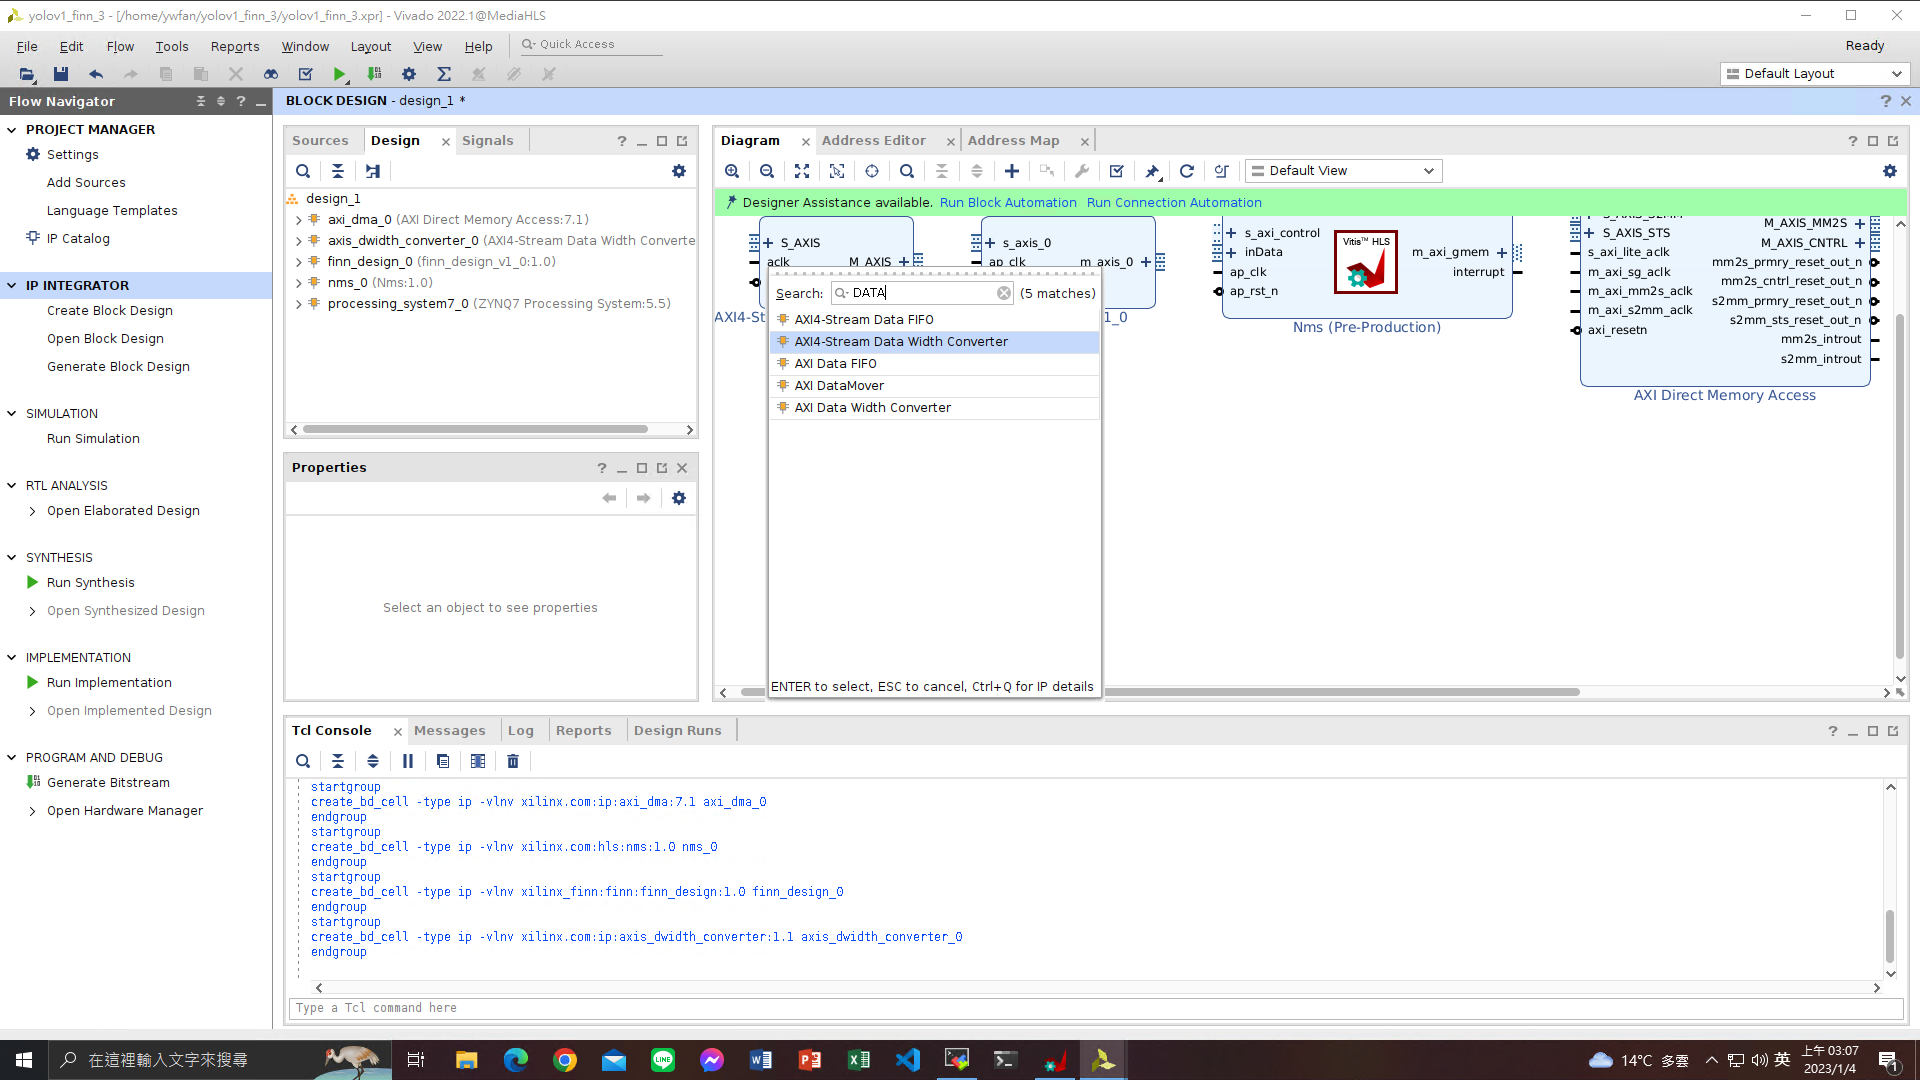 yolov1_finn_3 - [/home/ywfan/yolov1_finn_3/yolov1_finn_3.xpr] - Vivado 2022.1@MediaHLS
File Edit Flow Tools Reports Window Layout View Help Quick Access Ready
Default Layout
Flow Navigator
PROJECT MANAGER
Settings
Add Sources
Language Templates
IP Catalog
IP INTEGRATOR
Create Block Design
Open Block Design
Generate Block Design
SIMULATION
Run Simulation
RTL ANALYSIS
Open Elaborated Design
SYNTHESIS
Run Synthesis
Open Synthesized Design
IMPLEMENTATION
Run Implementation
Open Implemented Design
PROGRAM AND DEBUG
Generate Bitstream
Open Hardware Manager
BLOCK DESIGN - design_1 *
Sources Design Signals
design_1
axi_dma_0 (AXI Direct Memory Access:7.1)
axis_dwidth_converter_0 (AXI4-Stream Data Width Converte
finn_design_0 (finn_design_v1_0:1.0)
nms_0 (Nms:1.0)
processing_system7_0 (ZYNQ7 Processing System:5.5)
Properties
Select an object to see properties
Diagram Address Editor Address Map
Default View
Designer Assistance available. Run Block Automation Run Connection Automation
S_AXIS
aclk M_AXIS
AXI4-St
s_axis_0
ap_clk m_axis_0
1_0
s_axi_control
inData
ap_clk
ap_rst_n
Vitis™ HLS
m_axi_gmem
interrupt
Nms (Pre-Production)
S_AXIS_STS
s_axi_lite_aclk
m_axi_sg_aclk
m_axi_mm2s_aclk
m_axi_s2mm_aclk
axi_resetn
M_AXIS_MM2S
M_AXIS_CNTRL
mm2s_prmry_reset_out_n
mm2s_cntrl_reset_out_n
s2mm_prmry_reset_out_n
s2mm_sts_reset_out_n
mm2s_introut
s2mm_introut
AXI Direct Memory Access
Search: DATA (5 matches)
AXI4-Stream Data FIFO
AXI4-Stream Data Width Converter
AXI Data FIFO
AXI DataMover
AXI Data Width Converter
ENTER to select, ESC to cancel, Ctrl+Q for IP details
Tcl Console Messages Log Reports Design Runs
startgroup
create_bd_cell -type ip -vlnv xilinx.com:ip:axi_dma:7.1 axi_dma_0
endgroup
startgroup
create_bd_cell -type ip -vlnv xilinx.com:hls:nms:1.0 nms_0
endgroup
startgroup
create_bd_cell -type ip -vlnv xilinx_finn:finn:finn_design:1.0 finn_design_0
endgroup
startgroup
create_bd_cell -type ip -vlnv xilinx.com:ip:axis_dwidth_converter:1.1 axis_dwidth_converter_0
endgroup
Type a Tcl command here
在這裡輸入文字來搜尋
14°C 多雲
英
上午 03:07
2023/1/4
1